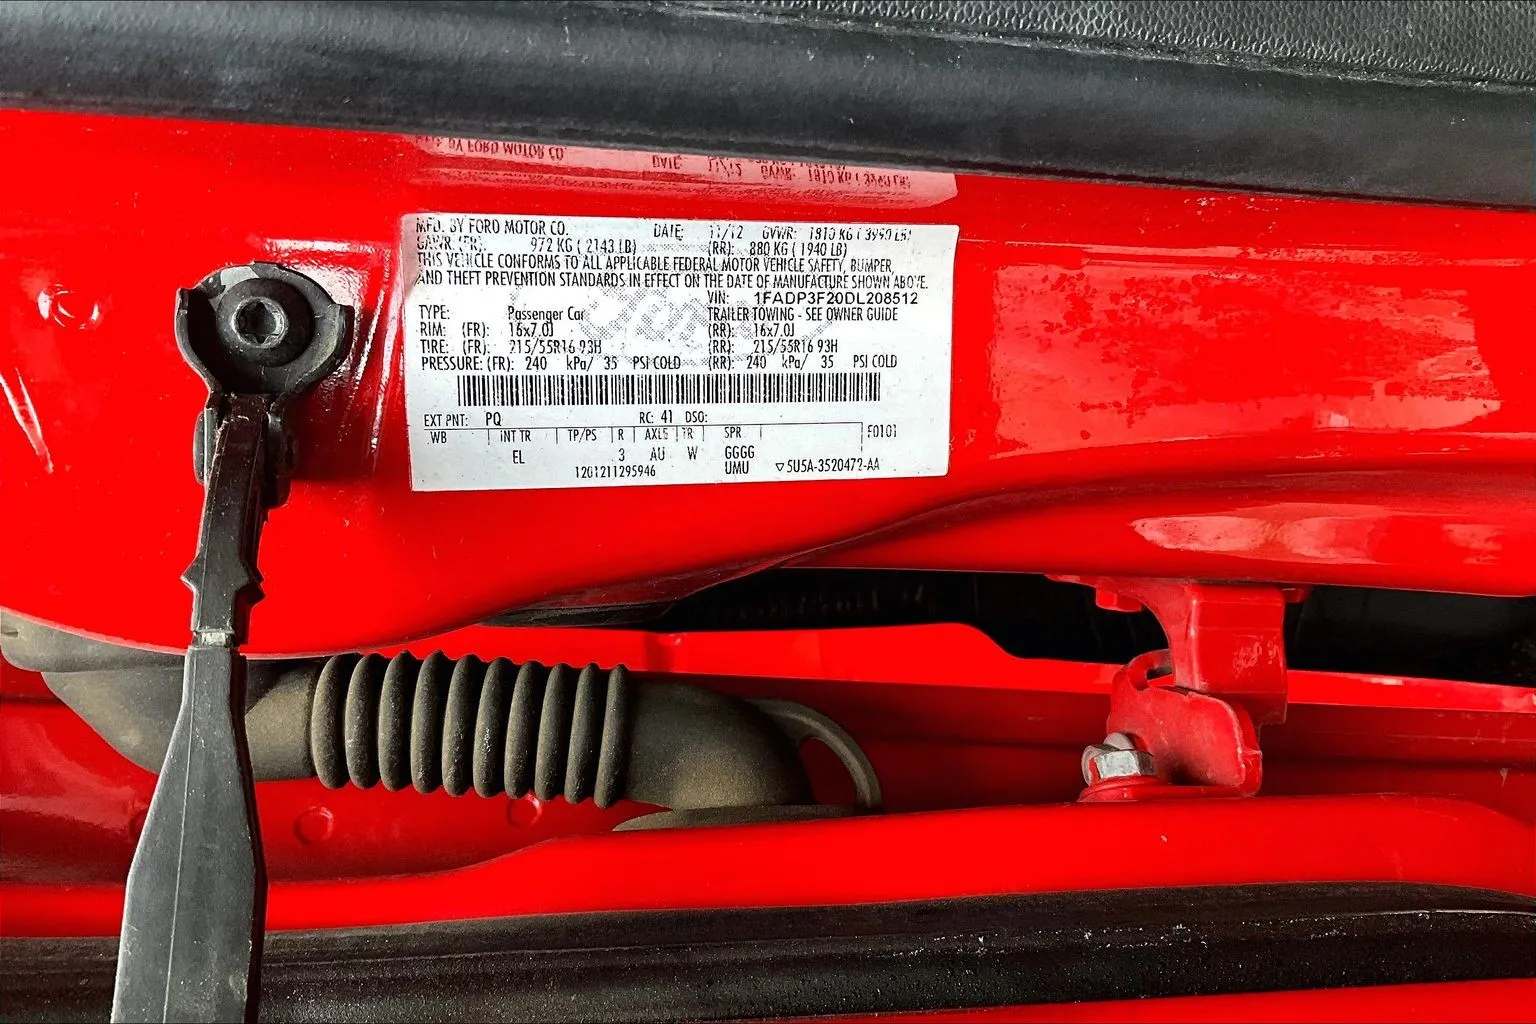 MFD. BY FORD MOTOR CO. DATE: 11/12 GVWR: 1810 KG ( 3990 LB)
GAWR (FR): 972 KG ( 2143 LB) (RR): 880 KG ( 1940 LB)
THIS VEHICLE CONFORMS TO ALL APPLICABLE FEDERAL MOTOR VEHICLE SAFETY, BUMPER,
AND THEFT PREVENTION STANDARDS IN EFFECT ON THE DATE OF MANUFACTURE SHOWN ABOVE.
VIN: 1FADP3F20DL208512
TYPE: Passenger Car TRAILER TOWING - SEE OWNER GUIDE
RIM: (FR): 16x7.0J (RR): 16x7.0J
TIRE: (FR): 215/55R16 93H (RR): 215/55R16 93H
PRESSURE: (FR): 240 kPa/ 35 PSI COLD (RR): 240 kPa/ 35 PSI COLD
EXT PNT: PQ RC: 41 DSO:
WB INT TR TP/PS R AXLE TR SPR F0101
EL 3 AU W GGGG
1201211295946 UMU ▽5U5A-3520472-AA